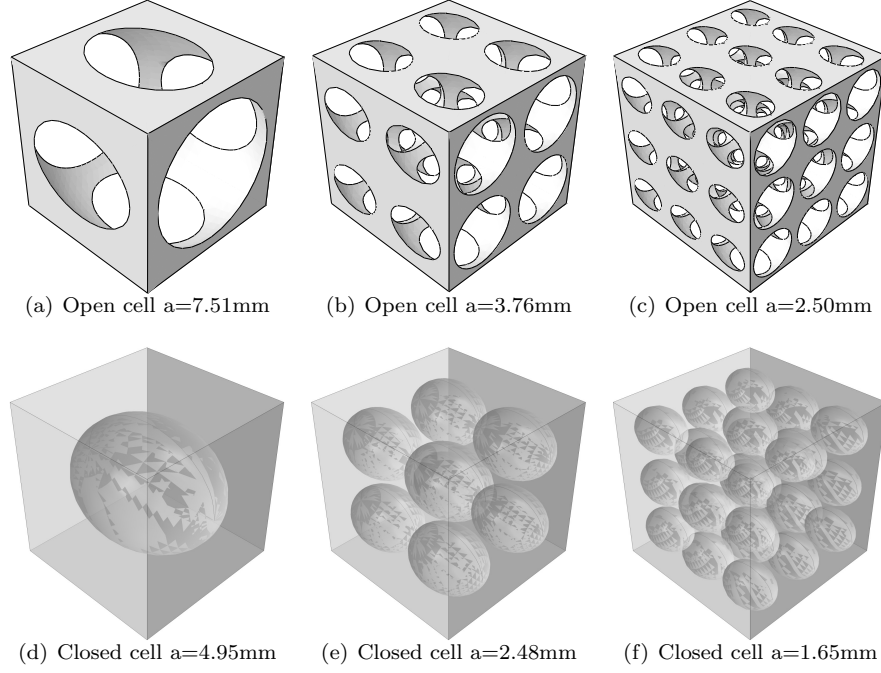 (a) Open cell a=7.51mm
(b) Open cell a=3.76mm
(c) Open cell a=2.50mm
(d) Closed cell a=4.95mm
(e) Closed cell a=2.48mm
(f) Closed cell a=1.65mm